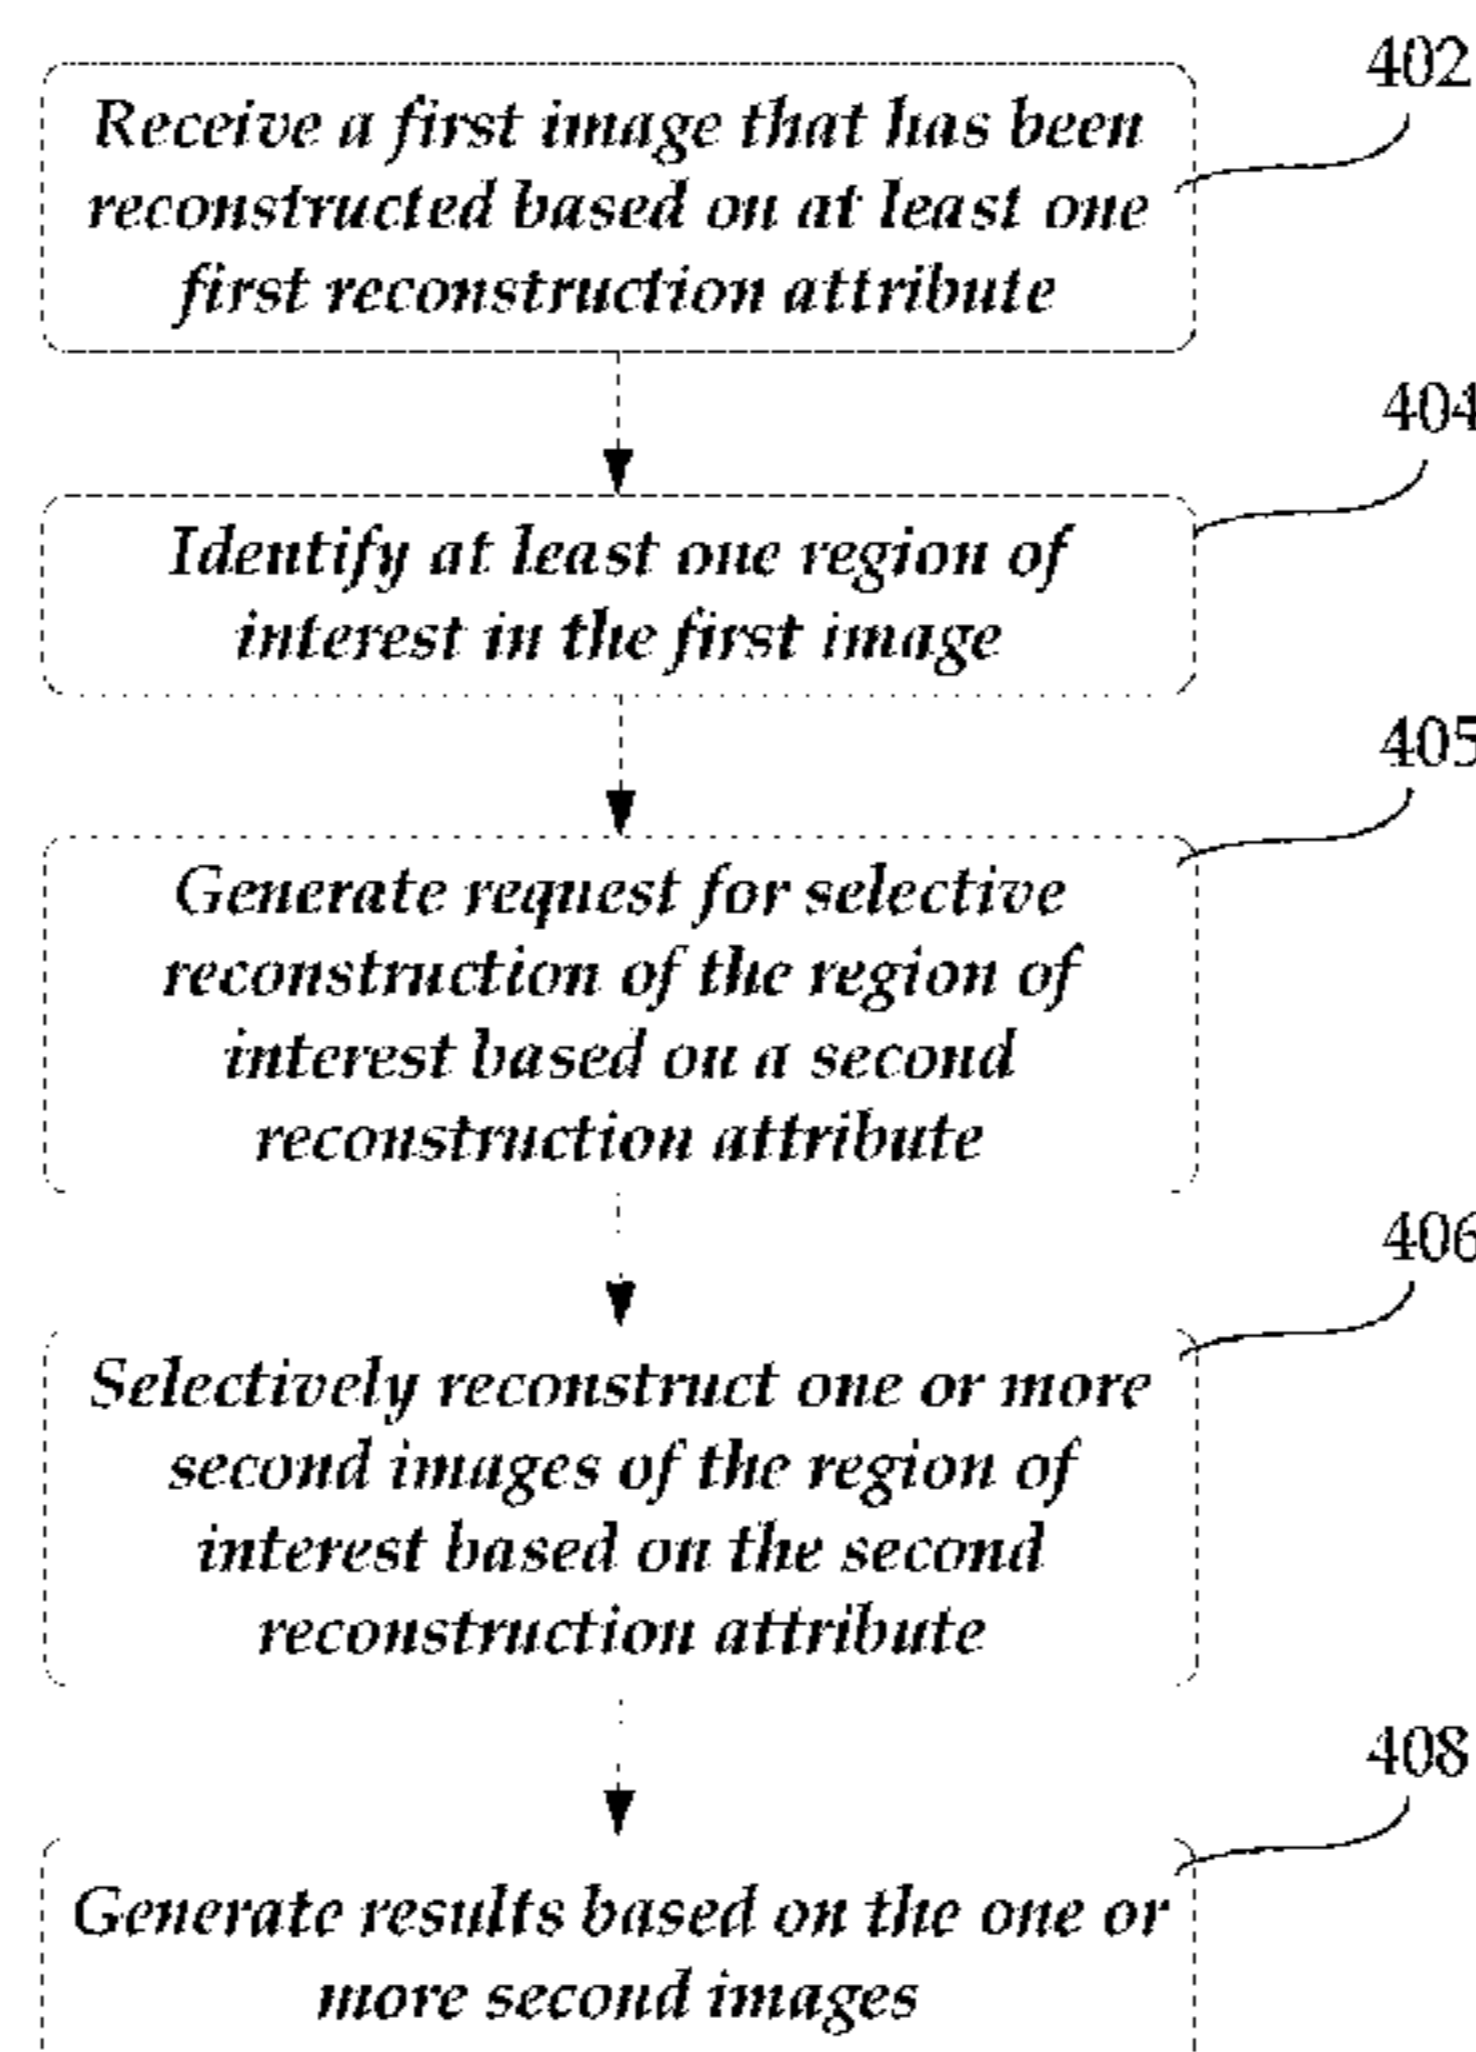 402
Receive a first image that has been
reconstructed based on at least one
first reconstruction attribute
404
Identify at least one region of
interest in the first image
405
Generate request for selective
reconstruction of the region of
interest based on a second
reconstruction attribute
406
Selectively reconstruct one or more
second images of the region of
interest based on the second
reconstruction attribute
408
Generate results based on the one or
more second images